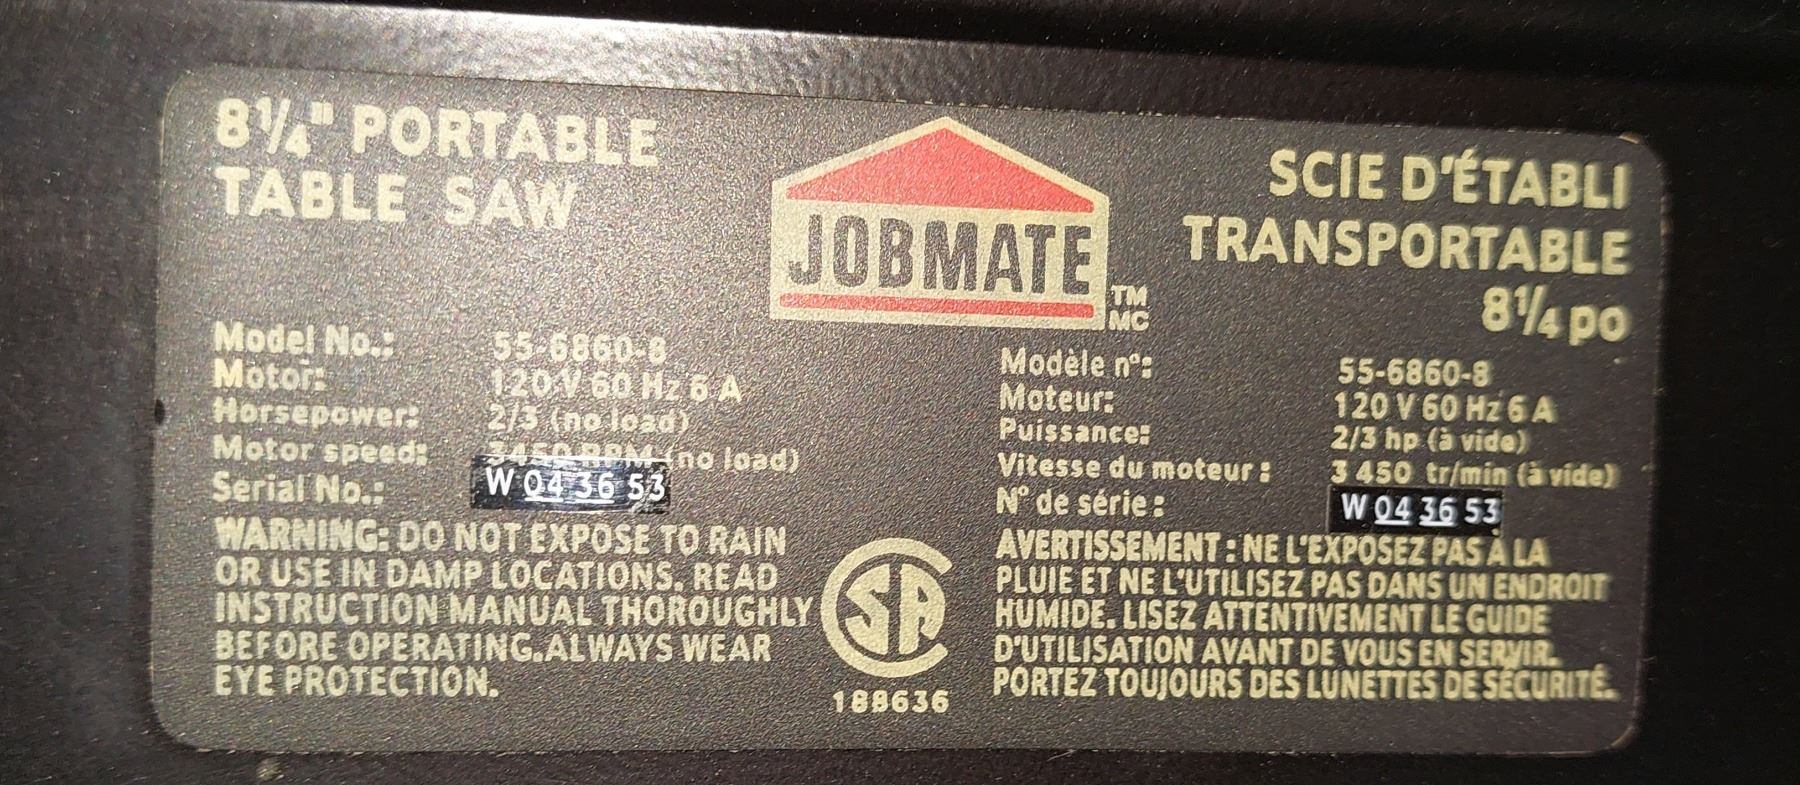 8¼" PORTABLE
TABLE SAW
JOBMATE
TM
MC
SCIE D'ÉTABLI
TRANSPORTABLE
8¼ po
Model No.: 55-6860-8
Motor: 120 V 60 Hz 6 A
Horsepower: 2/3 (no load)
Motor speed: 3450 RPM (no load)
Serial No.: W 04 36 53
WARNING: DO NOT EXPOSE TO RAIN
OR USE IN DAMP LOCATIONS. READ
INSTRUCTION MANUAL THOROUGHLY
BEFORE OPERATING.ALWAYS WEAR
EYE PROTECTION.
SA
188636
Modèle nº: 55-6860-8
Moteur: 120 V 60 Hz 6 A
Puissance: 2/3 hp (à vide)
Vitesse du moteur : 3 450 tr/min (à vide)
Nº de série : W 04 36 53
AVERTISSEMENT : NE L'EXPOSEZ PAS À LA
PLUIE ET NE L'UTILISEZ PAS DANS UN ENDROIT
HUMIDE. LISEZ ATTENTIVEMENT LE GUIDE
D'UTILISATION AVANT DE VOUS EN SERVIR.
PORTEZ TOUJOURS DES LUNETTES DE SÉCURITÉ.